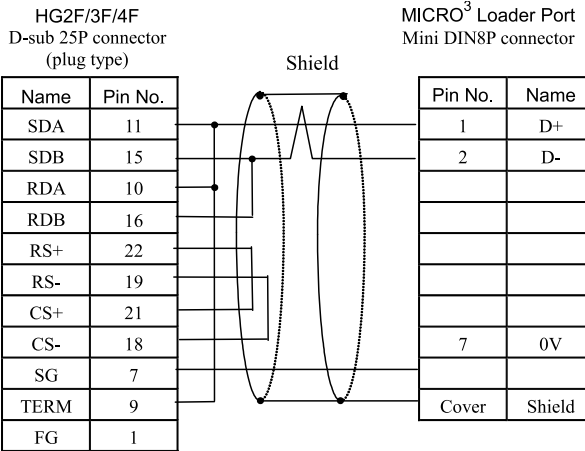 HG2F/3F/4F
D-sub 25P connector
(plug type)
MICRO3 Loader Port
Mini DIN8P connector
Shield
Name Pin No.
SDA 11
SDB 15
RDA 10
RDB 16
RS+ 22
RS- 19
CS+ 21
CS- 18
SG 7
TERM 9
FG 1
Pin No. Name
1 D+
2 D-
7 0V
Cover Shield